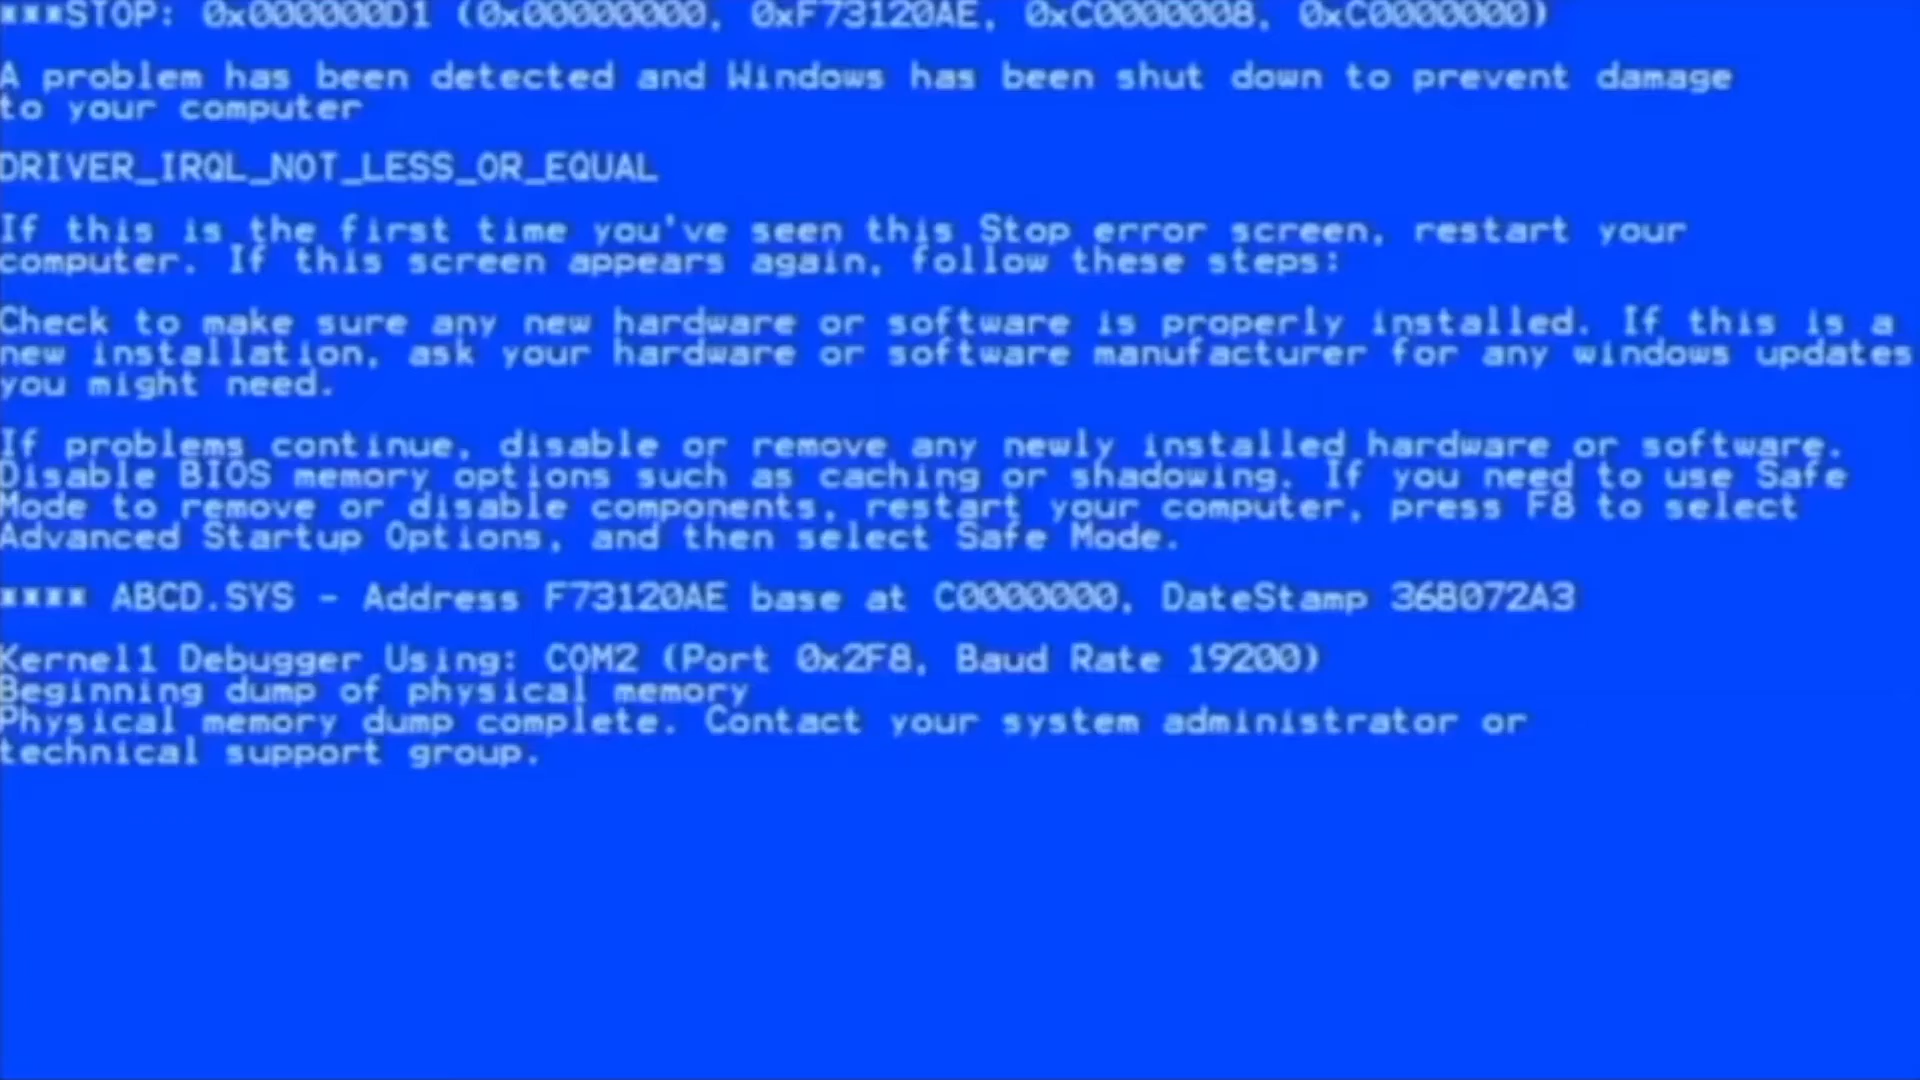 ***STOP: 0x000000D1 (0x00000000, 0xF73120AE, 0xC0000008, 0xC0000000)
A problem has been detected and Windows has been shut down to prevent damage
to your computer
DRIVER_IRQL_NOT_LESS_OR_EQUAL
If this is the first time you've seen this Stop error screen, restart your
computer. If this screen appears again, follow these steps:
Check to make sure any new hardware or software is properly installed. If this is a
new installation, ask your hardware or software manufacturer for any windows updates
you might need.
If problems continue, disable or remove any newly installed hardware or software.
Disable BIOS memory options such as caching or shadowing. If you need to use Safe
Mode to remove or disable components, restart your computer, press F8 to select
Advanced Startup Options, and then select Safe Mode.
**** ABCD.SYS - Address F73120AE base at C0000000, DateStamp 36B072A3
Kernel1 Debugger Using: COM2 (Port 0x2F8, Baud Rate 19200)
Beginning dump of physical memory
Physical memory dump complete. Contact your system administrator or
technical support group.